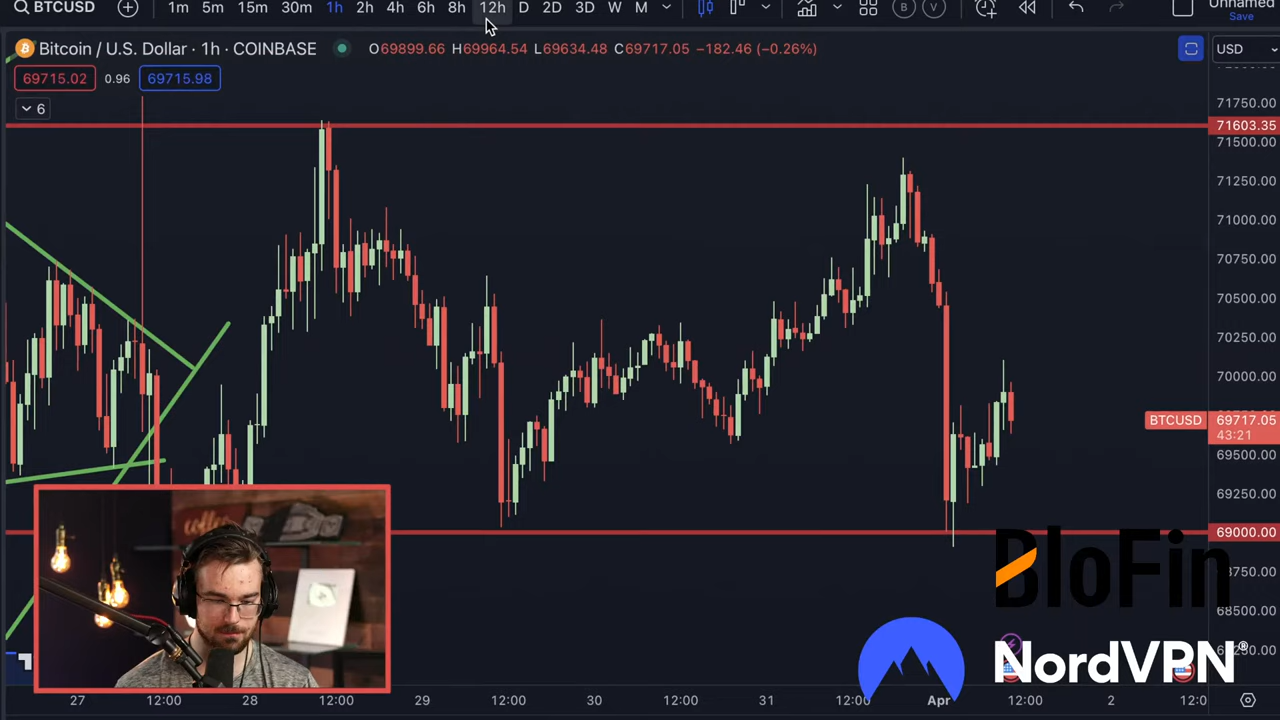 BTCUSD 1m 5m 15m 30m 1h 2h 4h 6h 8h 12h D 2D 3D W M B V Unnamed
Save
Bitcoin / U.S. Dollar · 1h · COINBASE O69899.66 H69964.54 L69634.48 C69717.05 −182.46 (−0.26%) USD
69715.02 0.96 69715.98
6
71750.00
71603.35
71500.00
71250.00
71000.00
70750.00
70500.00
70250.00
70000.00
BTCUSD 69717.05
43:21
69500.00
69250.00
69000.00
68750.00
68500.00
BloFin
NordVPN®
coffee
27 12:00 28 12:00 29 12:00 30 12:00 31 12:00 Apr 12:00 2 12:0